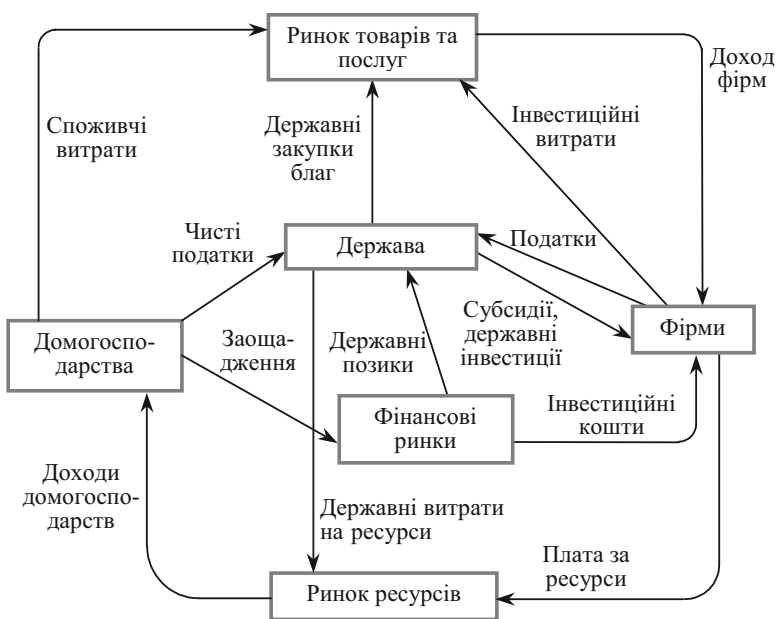 Ринок товарів та
послуг
Доход
фірм
Споживчі
витрати
Державні
закупки
благ
Інвестиційні
витрати
Чисті
податки
Держава
Податки
Домогоспо-
дарства
Заоща-
дження
Державні
позики
Субсидії,
державні
інвестиції
Фірми
Фінансові
ринки
Інвестиційні
кошти
Доходи
домогоспо-
дарств
Державні витрати
на ресурси
Плата за
ресурси
Ринок ресурсів